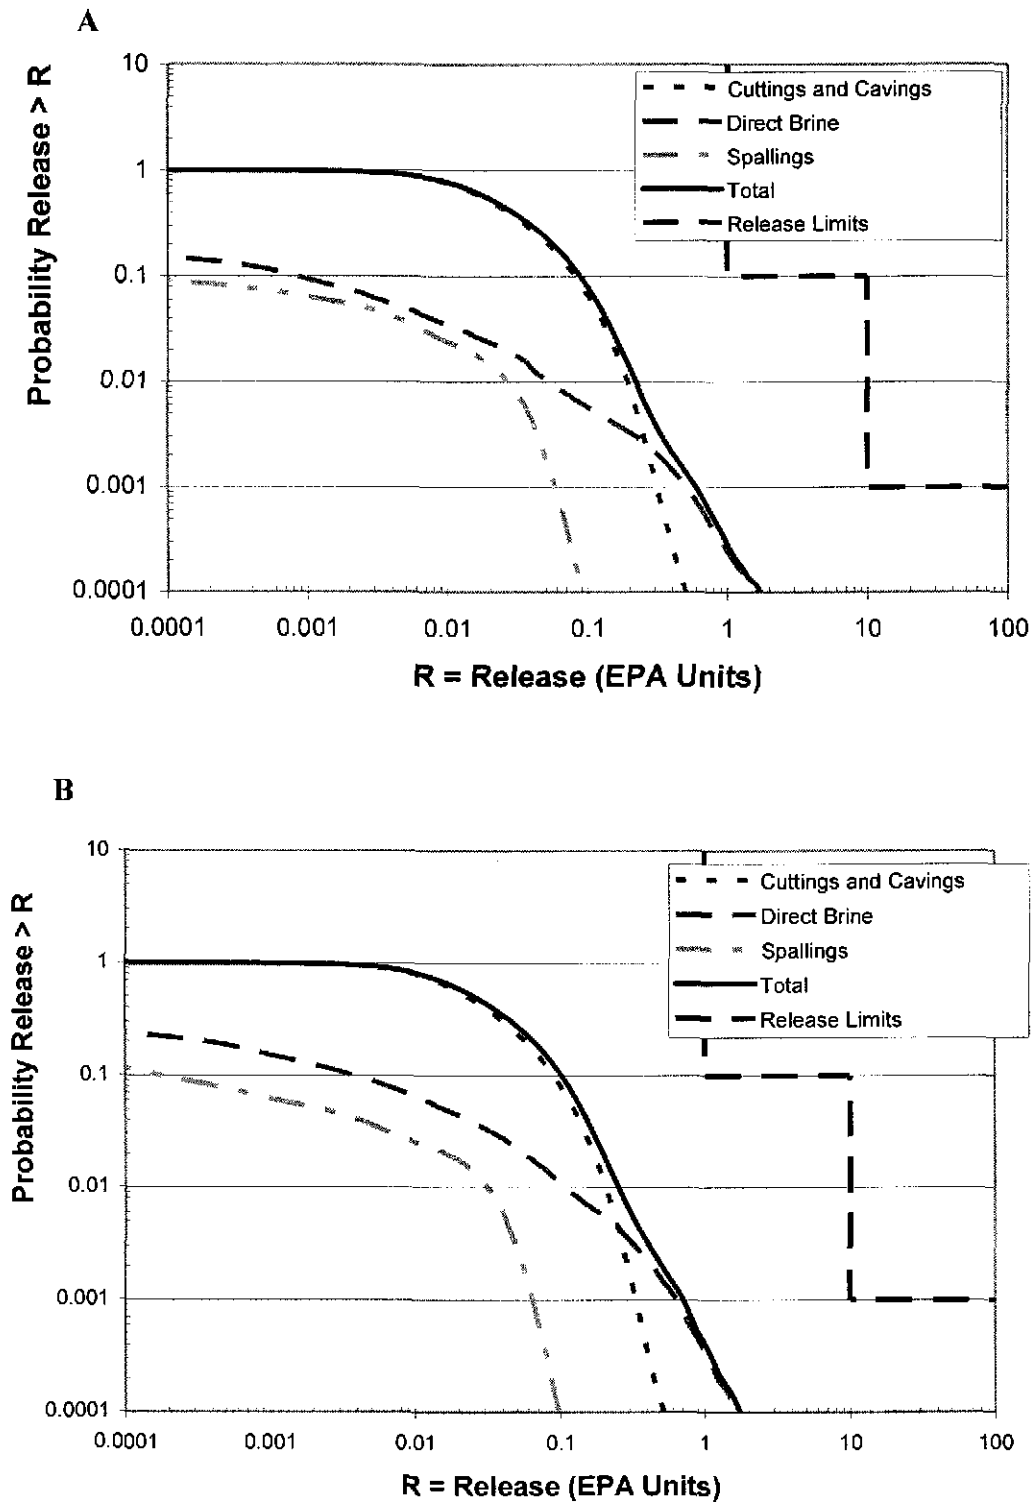 A
Probability Release > R
10
1
0.1
0.01
0.001
0.0001
Cuttings and Cavings
Direct Brine
Spallings
Total
Release Limits
0.0001
0.001
0.01
0.1
1
10
100
R = Release (EPA Units)
B
Probability Release > R
10
1
0.1
0.01
0.001
0.0001
Cuttings and Cavings
Direct Brine
Spallings
Total
Release Limits
0.0001
0.001
0.01
0.1
1
10
100
R = Release (EPA Units)